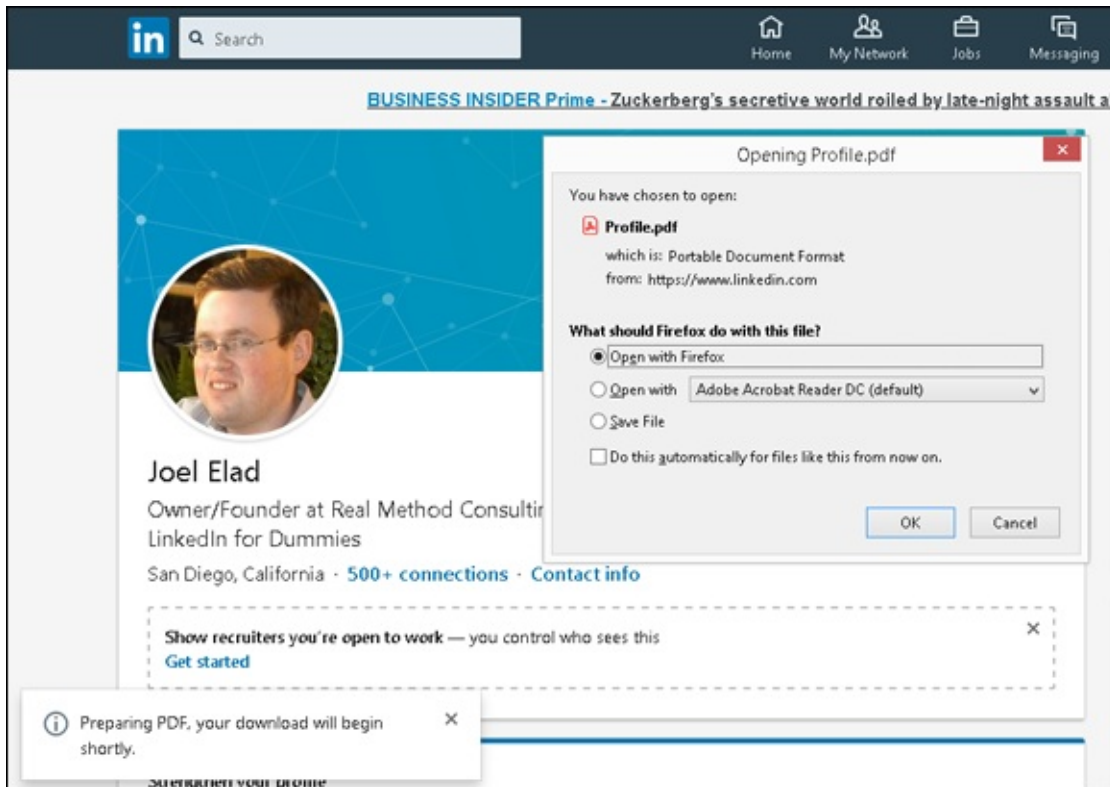 in
Search
Home
My Network
Jobs
Messaging
BUSINESS INSIDER Prime - Zuckerberg's secretive world roiled by late-night assault a
Opening Profile.pdf
You have chosen to open:
Profile.pdf
which is: Portable Document Format
from: https://www.linkedin.com
What should Firefox do with this file?
Open with Firefox
Open with Adobe Acrobat Reader DC (default)
Save File
Do this automatically for files like this from now on.
OK
Cancel
Joel Elad
Owner/Founder at Real Method Consultin
LinkedIn for Dummies
San Diego, California · 500+ connections · Contact info
Show recruiters you're open to work — you control who sees this
Get started
Preparing PDF, your download will begin
shortly.
Strengthen your profile